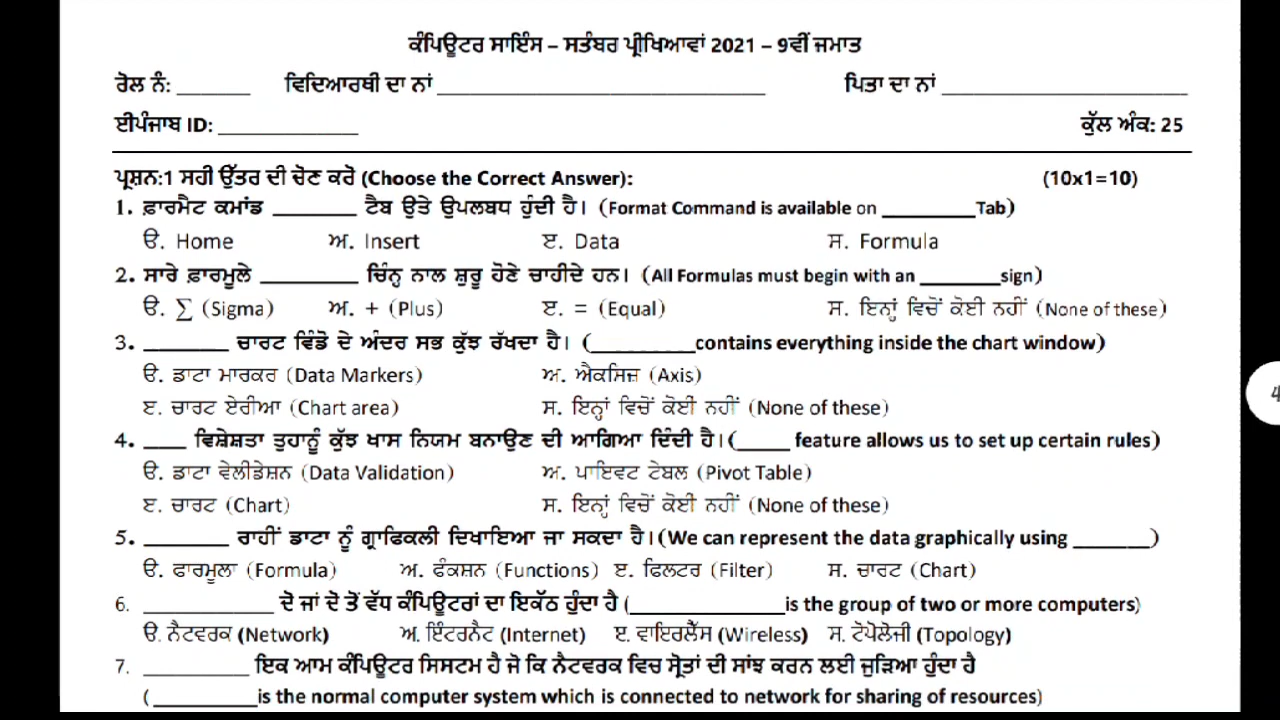 ਕੰਪਿਊਟਰ ਸਾਇੰਸ – ਸਤੰਬਰ ਪ੍ਰੀਖਿਆਵਾਂ 2021 – 9ਵੀਂ ਜਮਾਤ
ਰੋਲ ਨੰ: _______ ਵਿਦਿਆਰਥੀ ਦਾ ਨਾਂ ______________________________ ਪਿਤਾ ਦਾ ਨਾਂ ______________________
ਈਪੰਜਾਬ ID: _____________ ਕੁੱਲ ਅੰਕ: 25
ਪ੍ਰਸ਼ਨ:1 ਸਹੀ ਉੱਤਰ ਦੀ ਚੋਣ ਕਰੋ (Choose the Correct Answer): (10x1=10)
1. ਫ਼ਾਰਮੈਟ ਕਮਾਂਡ ________ ਟੈਬ ਉਤੇ ਉਪਲਬਧ ਹੁੰਦੀ ਹੈ। (Format Command is available on _________Tab)
ੳ. Home ਅ. Insert ੲ. Data ਸ. Formula
2. ਸਾਰੇ ਫ਼ਾਰਮੂਲੇ _________ ਚਿੰਨ੍ਹ ਨਾਲ ਸ਼ੁਰੂ ਹੋਣੇ ਚਾਹੀਦੇ ਹਨ। (All Formulas must begin with an ________sign)
ੳ. ∑ (Sigma) ਅ. + (Plus) ੲ. = (Equal) ਸ. ਇਨ੍ਹਾਂ ਵਿਚੋਂ ਕੋਈ ਨਹੀਂ (None of these)
3. ________ ਚਾਰਟ ਵਿੰਡੋ ਦੇ ਅੰਦਰ ਸਭ ਕੁੱਝ ਰੱਖਦਾ ਹੈ। (__________contains everything inside the chart window)
ੳ. ਡਾਟਾ ਮਾਰਕਰ (Data Markers) ਅ. ਐਕਸਿਜ਼ (Axis)
ੲ. ਚਾਰਟ ਏਰੀਆ (Chart area) ਸ. ਇਨ੍ਹਾਂ ਵਿਚੋਂ ਕੋਈ ਨਹੀਂ (None of these)
4. ____ ਵਿਸ਼ੇਸ਼ਤਾ ਤੁਹਾਨੂੰ ਕੁੱਝ ਖਾਸ ਨਿਯਮ ਬਨਾਉਣ ਦੀ ਆਗਿਆ ਦਿੰਦੀ ਹੈ।(_____ feature allows us to set up certain rules)
ੳ. ਡਾਟਾ ਵੇਲੀਡੇਸ਼ਨ (Data Validation) ਅ. ਪਾਇਵਟ ਟੇਬਲ (Pivot Table)
ੲ. ਚਾਰਟ (Chart) ਸ. ਇਨ੍ਹਾਂ ਵਿਚੋਂ ਕੋਈ ਨਹੀਂ (None of these)
5. ________ ਰਾਹੀਂ ਡਾਟਾ ਨੂੰ ਗ੍ਰਾਫਿਕਲੀ ਦਿਖਾਇਆ ਜਾ ਸਕਦਾ ਹੈ।(We can represent the data graphically using _______)
ੳ. ਫਾਰਮੂਲਾ (Formula) ਅ. ਫੰਕਸ਼ਨ (Functions) ੲ. ਫਿਲਟਰ (Filter) ਸ. ਚਾਰਟ (Chart)
6. ____________ ਦੋ ਜਾਂ ਦੋ ਤੋਂ ਵੱਧ ਕੰਪਿਊਟਰਾਂ ਦਾ ਇਕੱਠ ਹੁੰਦਾ ਹੈ (_______________is the group of two or more computers)
ੳ. ਨੈਟਵਰਕ (Network) ਅ. ਇੰਟਰਨੈਟ (Internet) ੲ. ਵਾਇਰਲੈੱਸ (Wireless) ਸ. ਟੋਪੋਲੋਜੀ (Topology)
7. __________ ਇਕ ਆਮ ਕੰਪਿਊਟਰ ਸਿਸਟਮ ਹੈ ਜੋ ਕਿ ਨੈਟਵਰਕ ਵਿਚ ਸ੍ਰੋਤਾਂ ਦੀ ਸਾਂਝ ਕਰਨ ਲਈ ਜੁੜਿਆ ਹੁੰਦਾ ਹੈ
(__________is the normal computer system which is connected to network for sharing of resources)
4